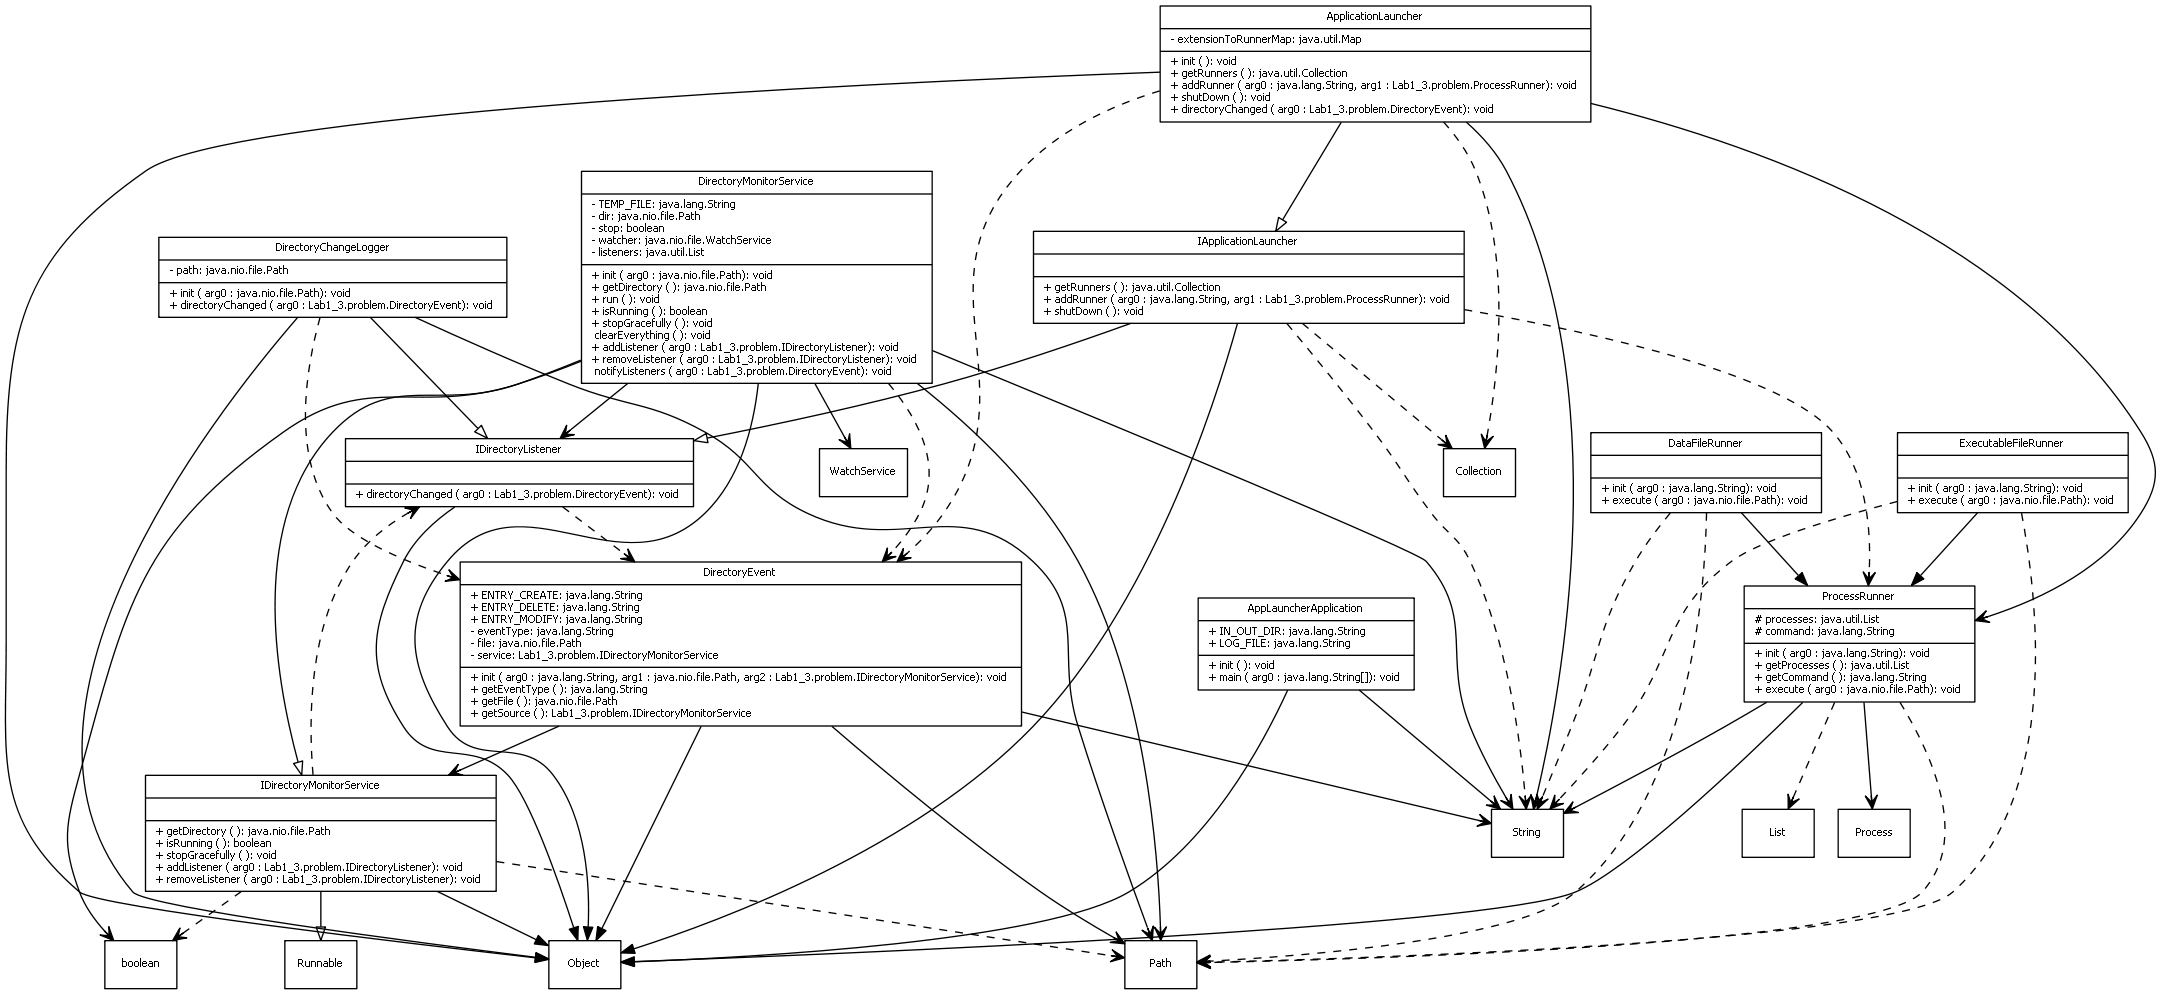 ApplicationLauncher
- extensionToRunnerMap: java.util.Map
+ init ( ): void
+ getRunners ( ): java.util.Collection
+ addRunner ( arg0 : java.lang.String, arg1 : Lab1_3.problem.ProcessRunner): void
+ shutDown ( ): void
+ directoryChanged ( arg0 : Lab1_3.problem.DirectoryEvent): void
DirectoryMonitorService
- TEMP_FILE: java.lang.String
- dir: java.nio.file.Path
- stop: boolean
- watcher: java.nio.file.WatchService
- listeners: java.util.List
+ init ( arg0 : java.nio.file.Path): void
+ getDirectory ( ): java.nio.file.Path
+ run ( ): void
+ isRunning ( ): boolean
+ stopGracefully ( ): void
clearEverything ( ): void
+ addListener ( arg0 : Lab1_3.problem.IDirectoryListener): void
+ removeListener ( arg0 : Lab1_3.problem.IDirectoryListener): void
notifyListeners ( arg0 : Lab1_3.problem.DirectoryEvent): void
DirectoryChangeLogger
- path: java.nio.file.Path
+ init ( arg0 : java.nio.file.Path): void
+ directoryChanged ( arg0 : Lab1_3.problem.DirectoryEvent): void
IApplicationLauncher
+ getRunners ( ): java.util.Collection
+ addRunner ( arg0 : java.lang.String, arg1 : Lab1_3.problem.ProcessRunner): void
+ shutDown ( ): void
IDirectoryListener
+ directoryChanged ( arg0 : Lab1_3.problem.DirectoryEvent): void
WatchService
Collection
DataFileRunner
+ init ( arg0 : java.lang.String): void
+ execute ( arg0 : java.nio.file.Path): void
ExecutableFileRunner
+ init ( arg0 : java.lang.String): void
+ execute ( arg0 : java.nio.file.Path): void
DirectoryEvent
+ ENTRY_CREATE: java.lang.String
+ ENTRY_DELETE: java.lang.String
+ ENTRY_MODIFY: java.lang.String
- eventType: java.lang.String
- file: java.nio.file.Path
- service: Lab1_3.problem.IDirectoryMonitorService
+ init ( arg0 : java.lang.String, arg1 : java.nio.file.Path, arg2 : Lab1_3.problem.IDirectoryMonitorService): void
+ getEventType ( ): java.lang.String
+ getFile ( ): java.nio.file.Path
+ getSource ( ): Lab1_3.problem.IDirectoryMonitorService
AppLauncherApplication
+ IN_OUT_DIR: java.lang.String
+ LOG_FILE: java.lang.String
+ init ( ): void
+ main ( arg0 : java.lang.String[]): void
ProcessRunner
# processes: java.util.List
# command: java.lang.String
+ init ( arg0 : java.lang.String): void
+ getProcesses ( ): java.util.List
+ getCommand ( ): java.lang.String
+ execute ( arg0 : java.nio.file.Path): void
IDirectoryMonitorService
+ getDirectory ( ): java.nio.file.Path
+ isRunning ( ): boolean
+ stopGracefully ( ): void
+ addListener ( arg0 : Lab1_3.problem.IDirectoryListener): void
+ removeListener ( arg0 : Lab1_3.problem.IDirectoryListener): void
String
List
Process
boolean
Runnable
Object
Path